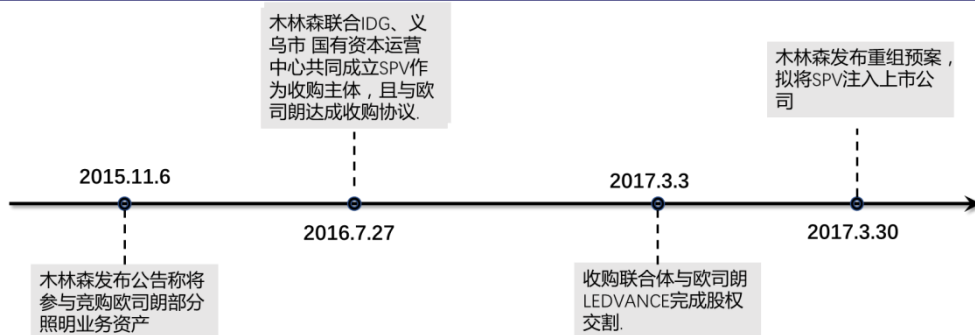 木林森联合IDG、义
乌市 国有资本运营
中心共同成立SPV作
为收购主体，且与欧
司朗达成收购协议.
木林森发布重组预案，
拟将SPV注入上市公
司
2015.11.6
2017.3.3
2016.7.27
2017.3.30
木林森发布公告称将
参与竞购欧司朗部分
照明业务资产
收购联合体与欧司朗
LEDVANCE完成股权
交割.